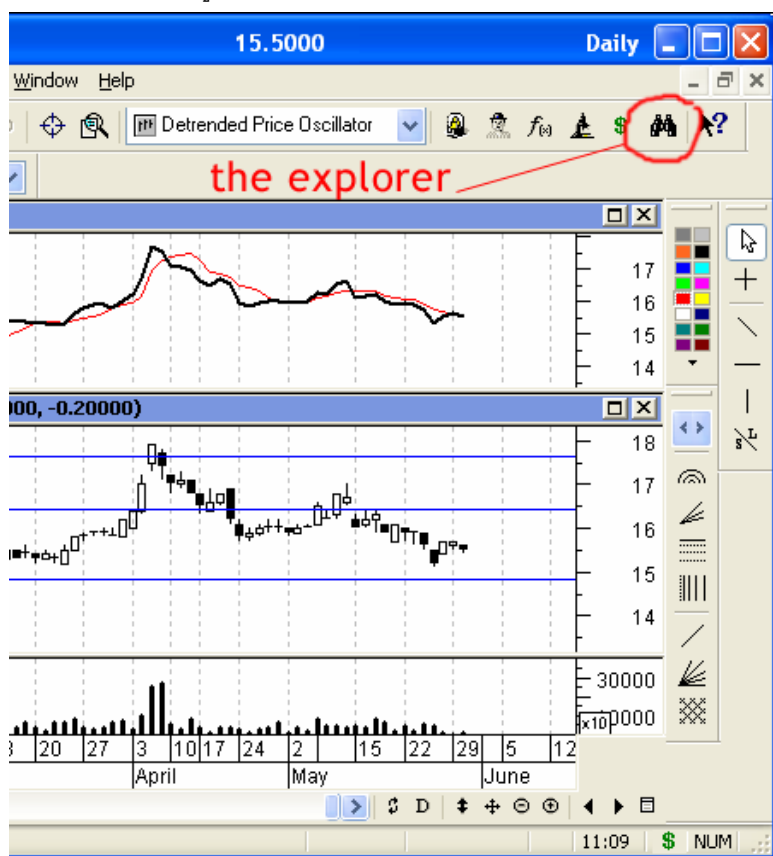 15.5000 Daily
Window Help
Detrended Price Oscillator f(x) $ ?
the explorer
17
16
15
14
000, -0.20000)
18
17
16
15
14
L
s
30000
x10 0000
20 27 3 10 17 24 2 15 22 29 5 12
April May June
D
11:09 $ NUM